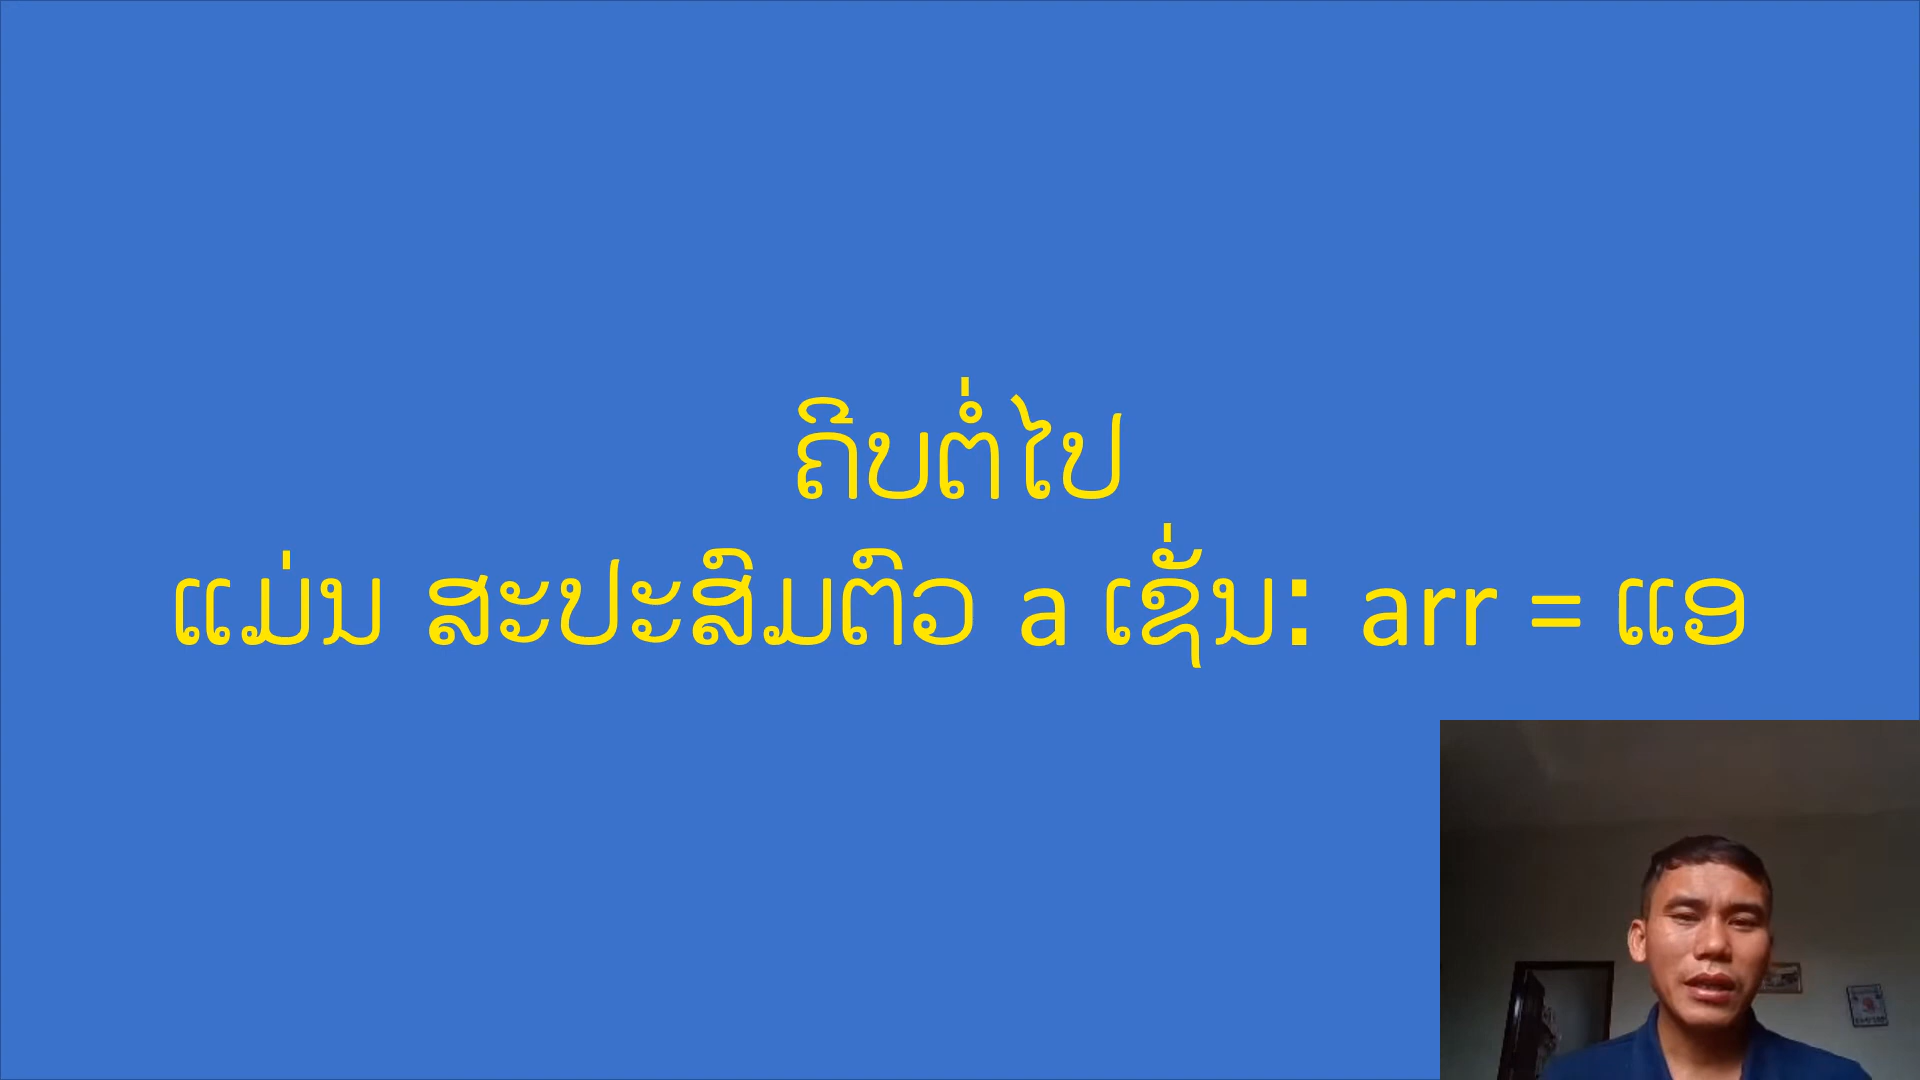 ຄີບຕໍ່ໄປ
ແມ່ນ ສະປະສົມຕົວ a ເຊັ່ນ: arr = ແອ